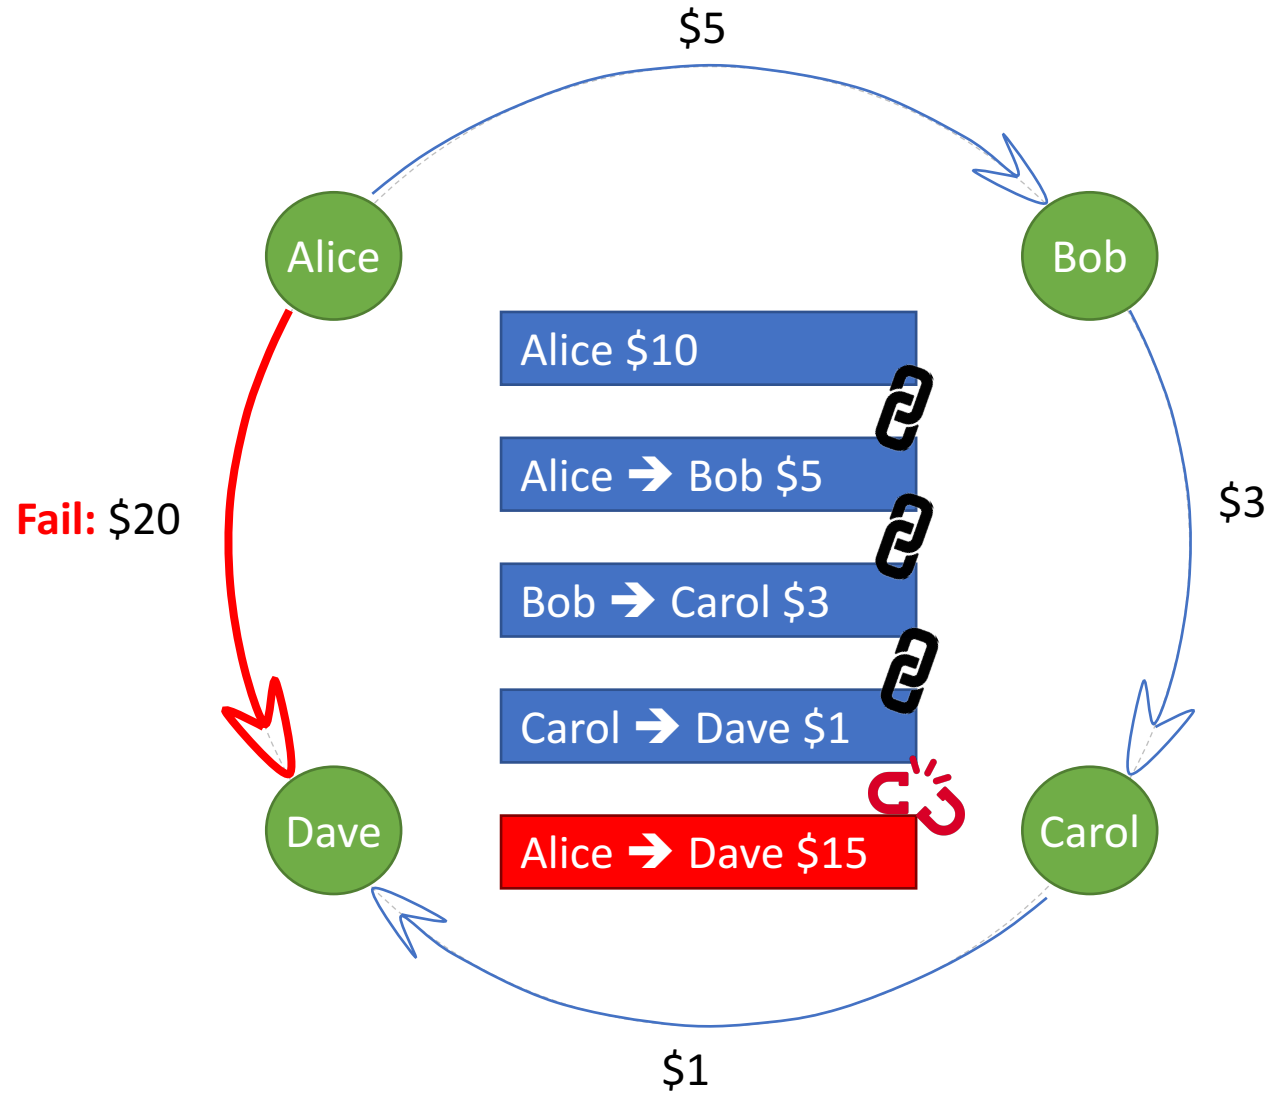 $5
Alice
Bob
Alice $10
Alice ➔ Bob $5
Fail: $20
$3
Bob ➔ Carol $3
Carol ➔ Dave $1
Dave
Alice ➔ Dave $15
Carol
$1